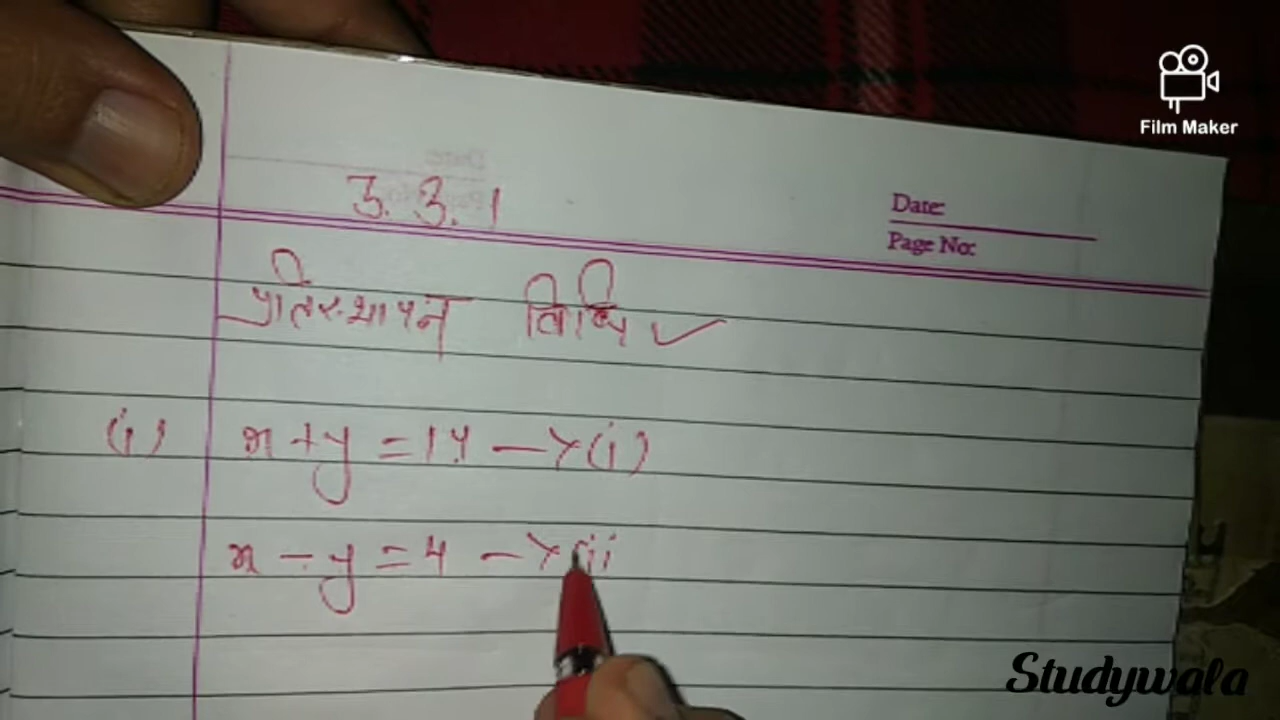 Film Maker
3.3.1
Date:
Page No:
प्रतिस्थापन विधि ✓
(i) x + y = 14 → (i)
x - y = 4 → (ii
Studywala